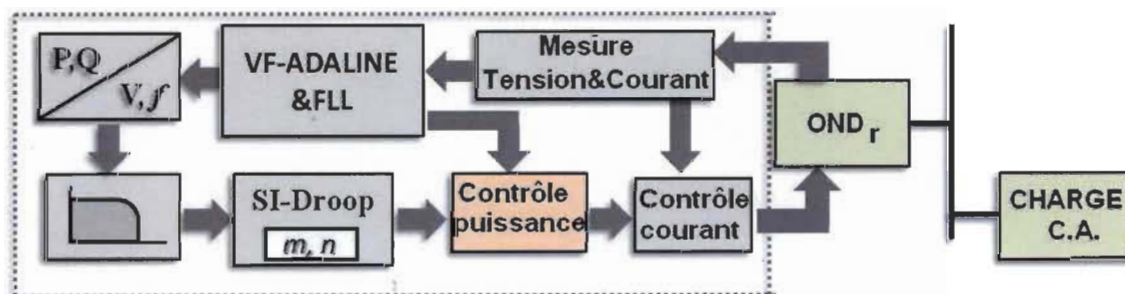 P,Q
V,f
VF-ADALINE
&FLL
Mesure
Tension&Courant
OND r
SI-Droop
m, n
Contrôle
puissance
Contrôle
courant
CHARGE
C.A.